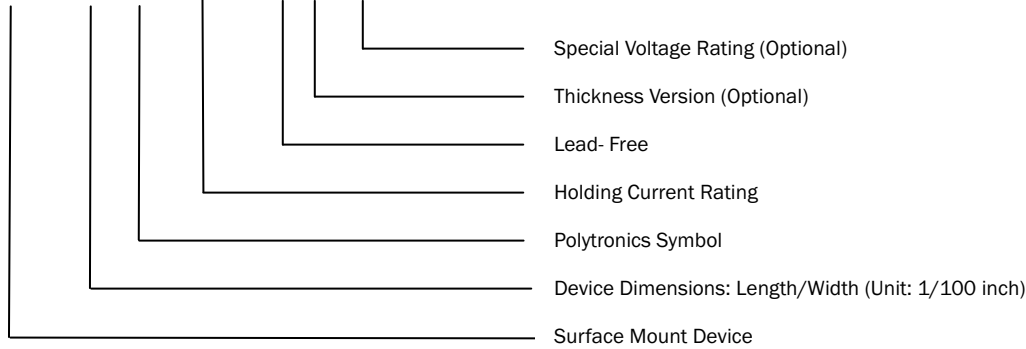 Special Voltage Rating (Optional)
Thickness Version (Optional)
Lead- Free
Holding Current Rating
Polytronics Symbol
Device Dimensions: Length/Width (Unit: 1/100 inch)
Surface Mount Device